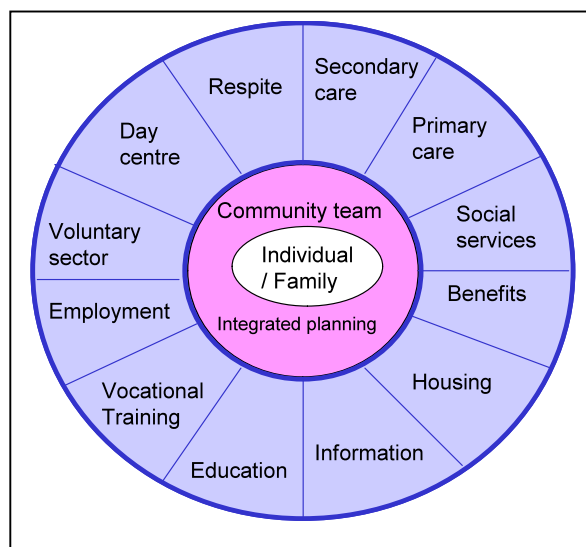 Secondary
care
Primary
care
Social
services
Benefits
Housing
Information
Education
Vocational
Training
Employment
Voluntary
sector
Day
centre
Respite
Community team
Individual
/ Family
Integrated planning